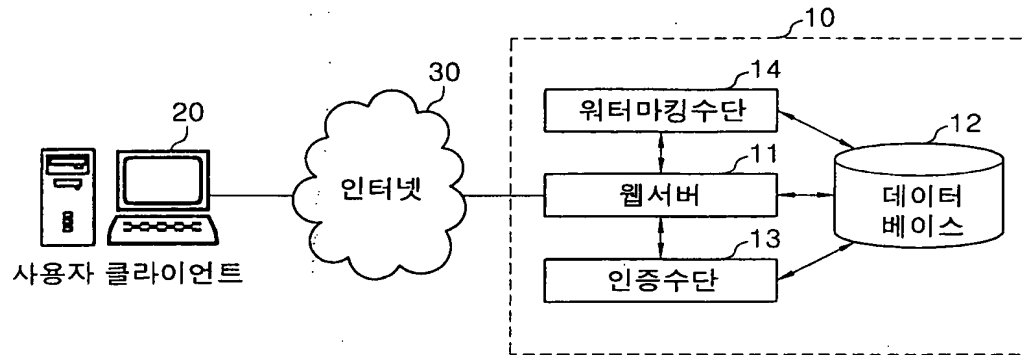 10
14
워터마킹수단
30
20
12
11
인터넷
웹서버
데이터
베이스
13
사용자 클라이언트
인증수단